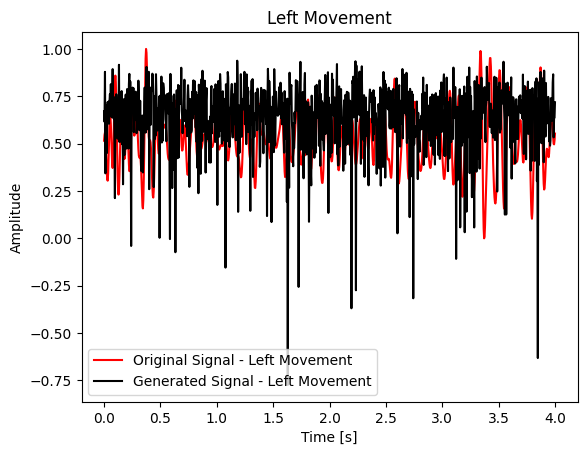 Left Movement
Amplitude
1.00
0.75
0.50
0.25
0.00
−0.25
−0.50
−0.75
Original Signal - Left Movement
Generated Signal - Left Movement
0.0 0.5 1.0 1.5 2.0 2.5 3.0 3.5 4.0
Time [s]